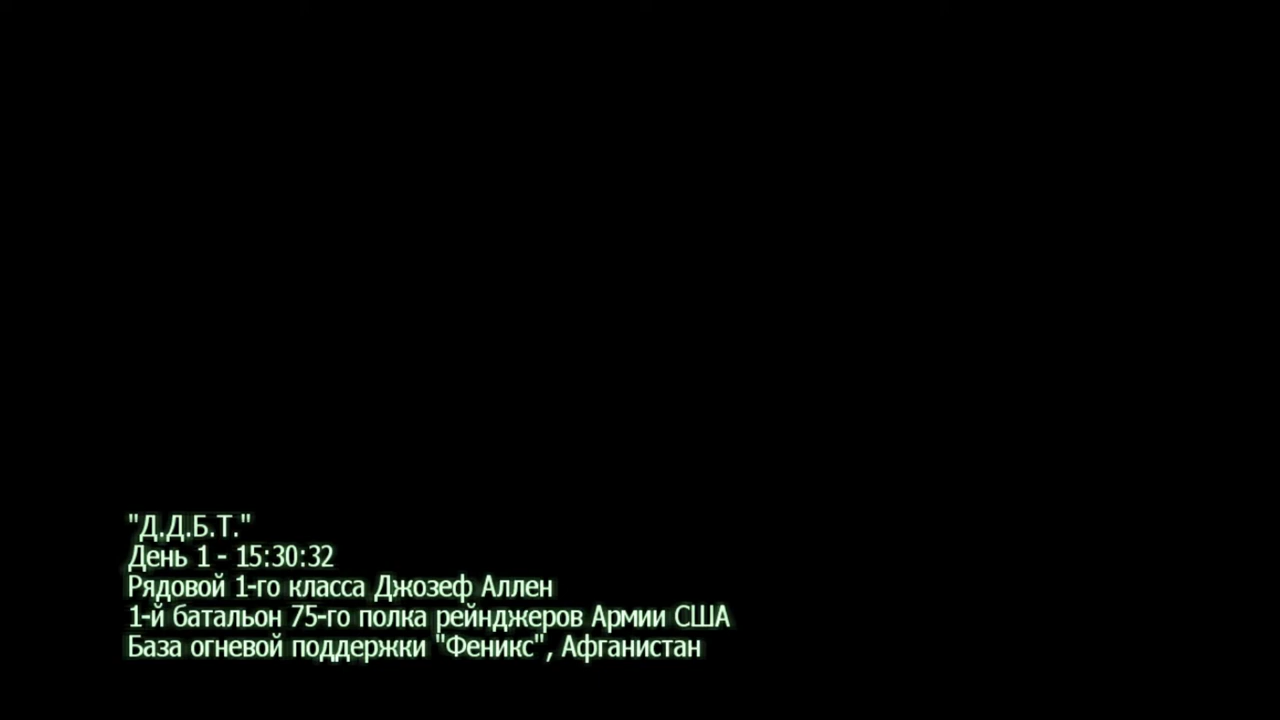 "Д.Д.Б.Т."
День 1 - 15:30:32
Рядовой 1-го класса Джозеф Аллен
1-й батальон 75-го полка рейнджеров Армии США
База огневой поддержки "Феникс", Афганистан